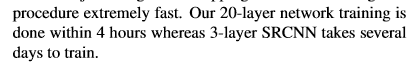 procedure extremely fast. Our 20-layer network training is
done within 4 hours whereas 3-layer SRCNN takes several
days to train.